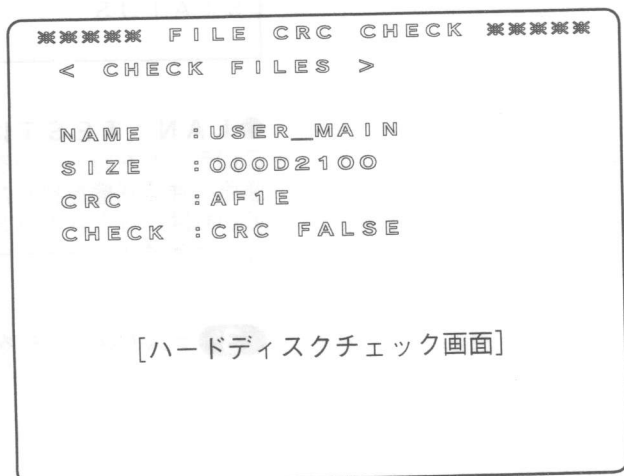 ※※※※※ FILE CRC CHECK ※※※※※
< CHECK FILES >
NAME :USER_MAIN
SIZE :000D2100
CRC :AF1E
CHECK :CRC FALSE
[ハードディスクチェック画面]